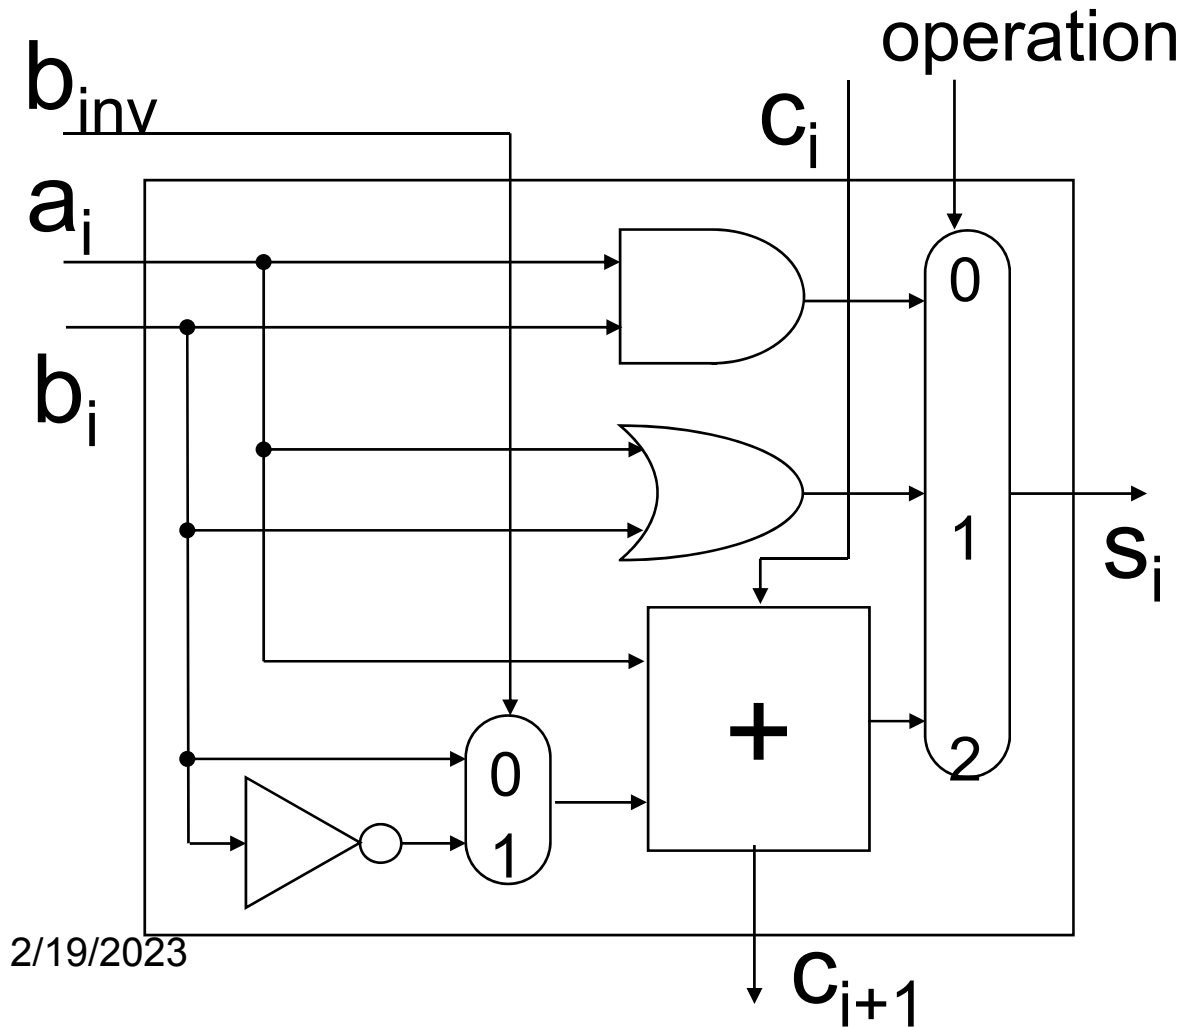 operation
b_inv
c_i
a_i
0
b_i
1
s_i
+
2
0
1
2/19/2023
c_i+1